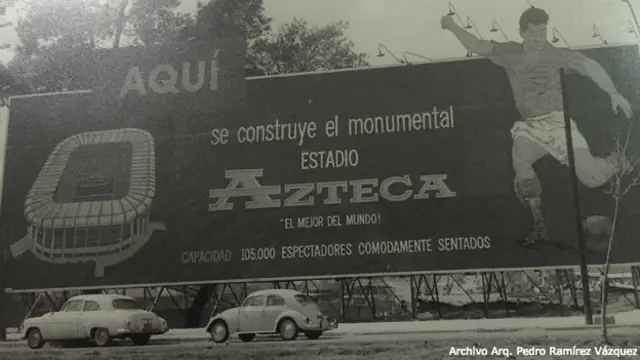 AQUÍ
se construye el monumental
ESTADIO
AZTECA
"EL MEJOR DEL MUNDO!
CAPACIDAD 105.000 ESPECTADORES COMODAMENTE SENTADOS
Archivo Arq. Pedro Ramírez Vázquez